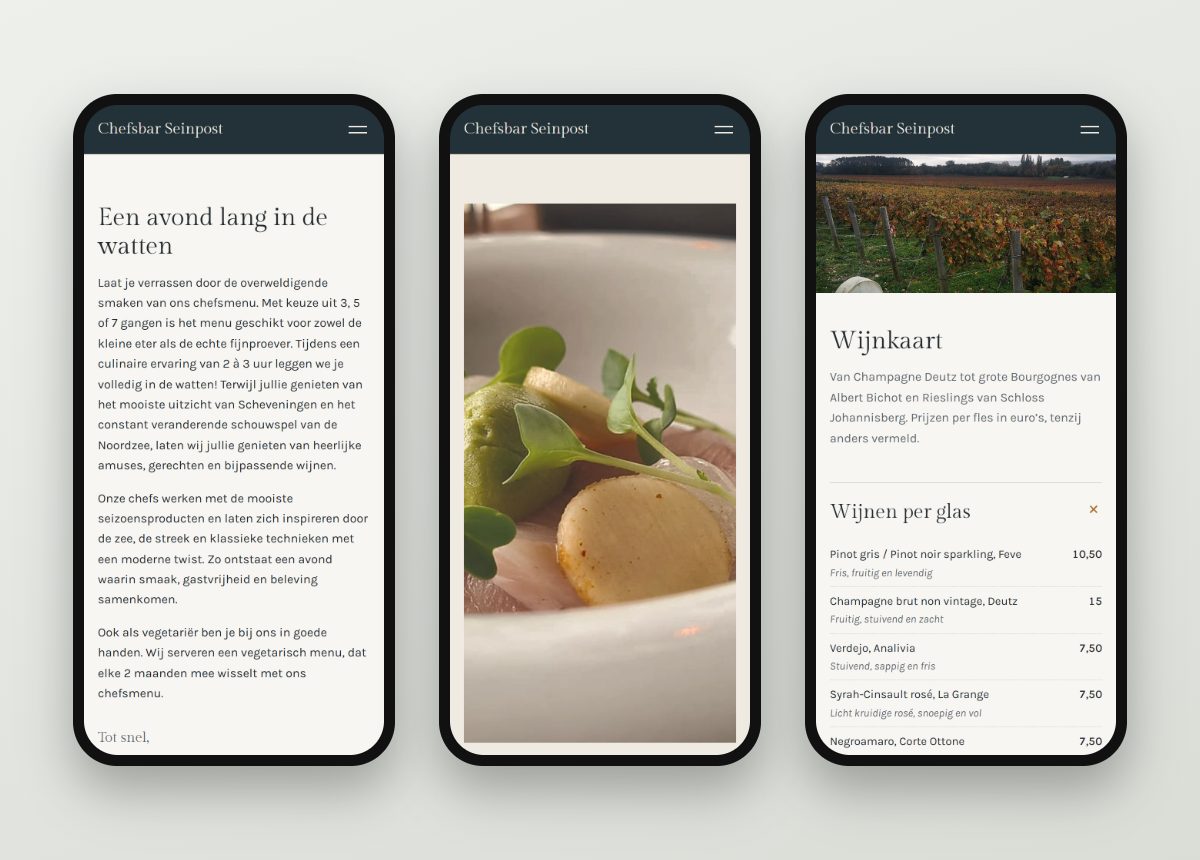 Chefsbar Seinpost
Een avond lang in de
watten
Laat je verrassen door de overweldigende
smaken van ons chefsmenu. Met keuze uit 3, 5
of 7 gangen is het menu geschikt voor zowel de
kleine eter als de echte fijnproever. Tijdens een
culinaire ervaring van 2 à 3 uur leggen we je
volledig in de watten! Terwijl jullie genieten van
het mooiste uitzicht van Scheveningen en het
constant veranderende schouwspel van de
Noordzee, laten wij jullie genieten van heerlijke
amuses, gerechten en bijpassende wijnen.
Onze chefs werken met de mooiste
seizoensproducten en laten zich inspireren door
de zee, de streek en klassieke technieken met
een moderne twist. Zo ontstaat een avond
waarin smaak, gastvrijheid en beleving
samenkomen.
Ook als vegetariër ben je bij ons in goede
handen. Wij serveren een vegetarisch menu, dat
elke 2 maanden mee wisselt met ons
chefsmenu.
Tot snel,
Chefsbar Seinpost
Chefsbar Seinpost
Wijnkaart
Van Champagne Deutz tot grote Bourgognes van
Albert Bichot en Rieslings van Schloss
Johannisberg. Prijzen per fles in euro's, tenzij
anders vermeld.
Wijnen per glas ×
Pinot gris / Pinot noir sparkling, Feve 10,50
Fris, fruitig en levendig
Champagne brut non vintage, Deutz 15
Fruitig, stuivend en zacht
Verdejo, Analivia 7,50
Stuivend, sappig en fris
Syrah-Cinsault rosé, La Grange 7,50
Licht kruidige rosé, snoepig en vol
Negroamaro, Corte Ottone 7,50